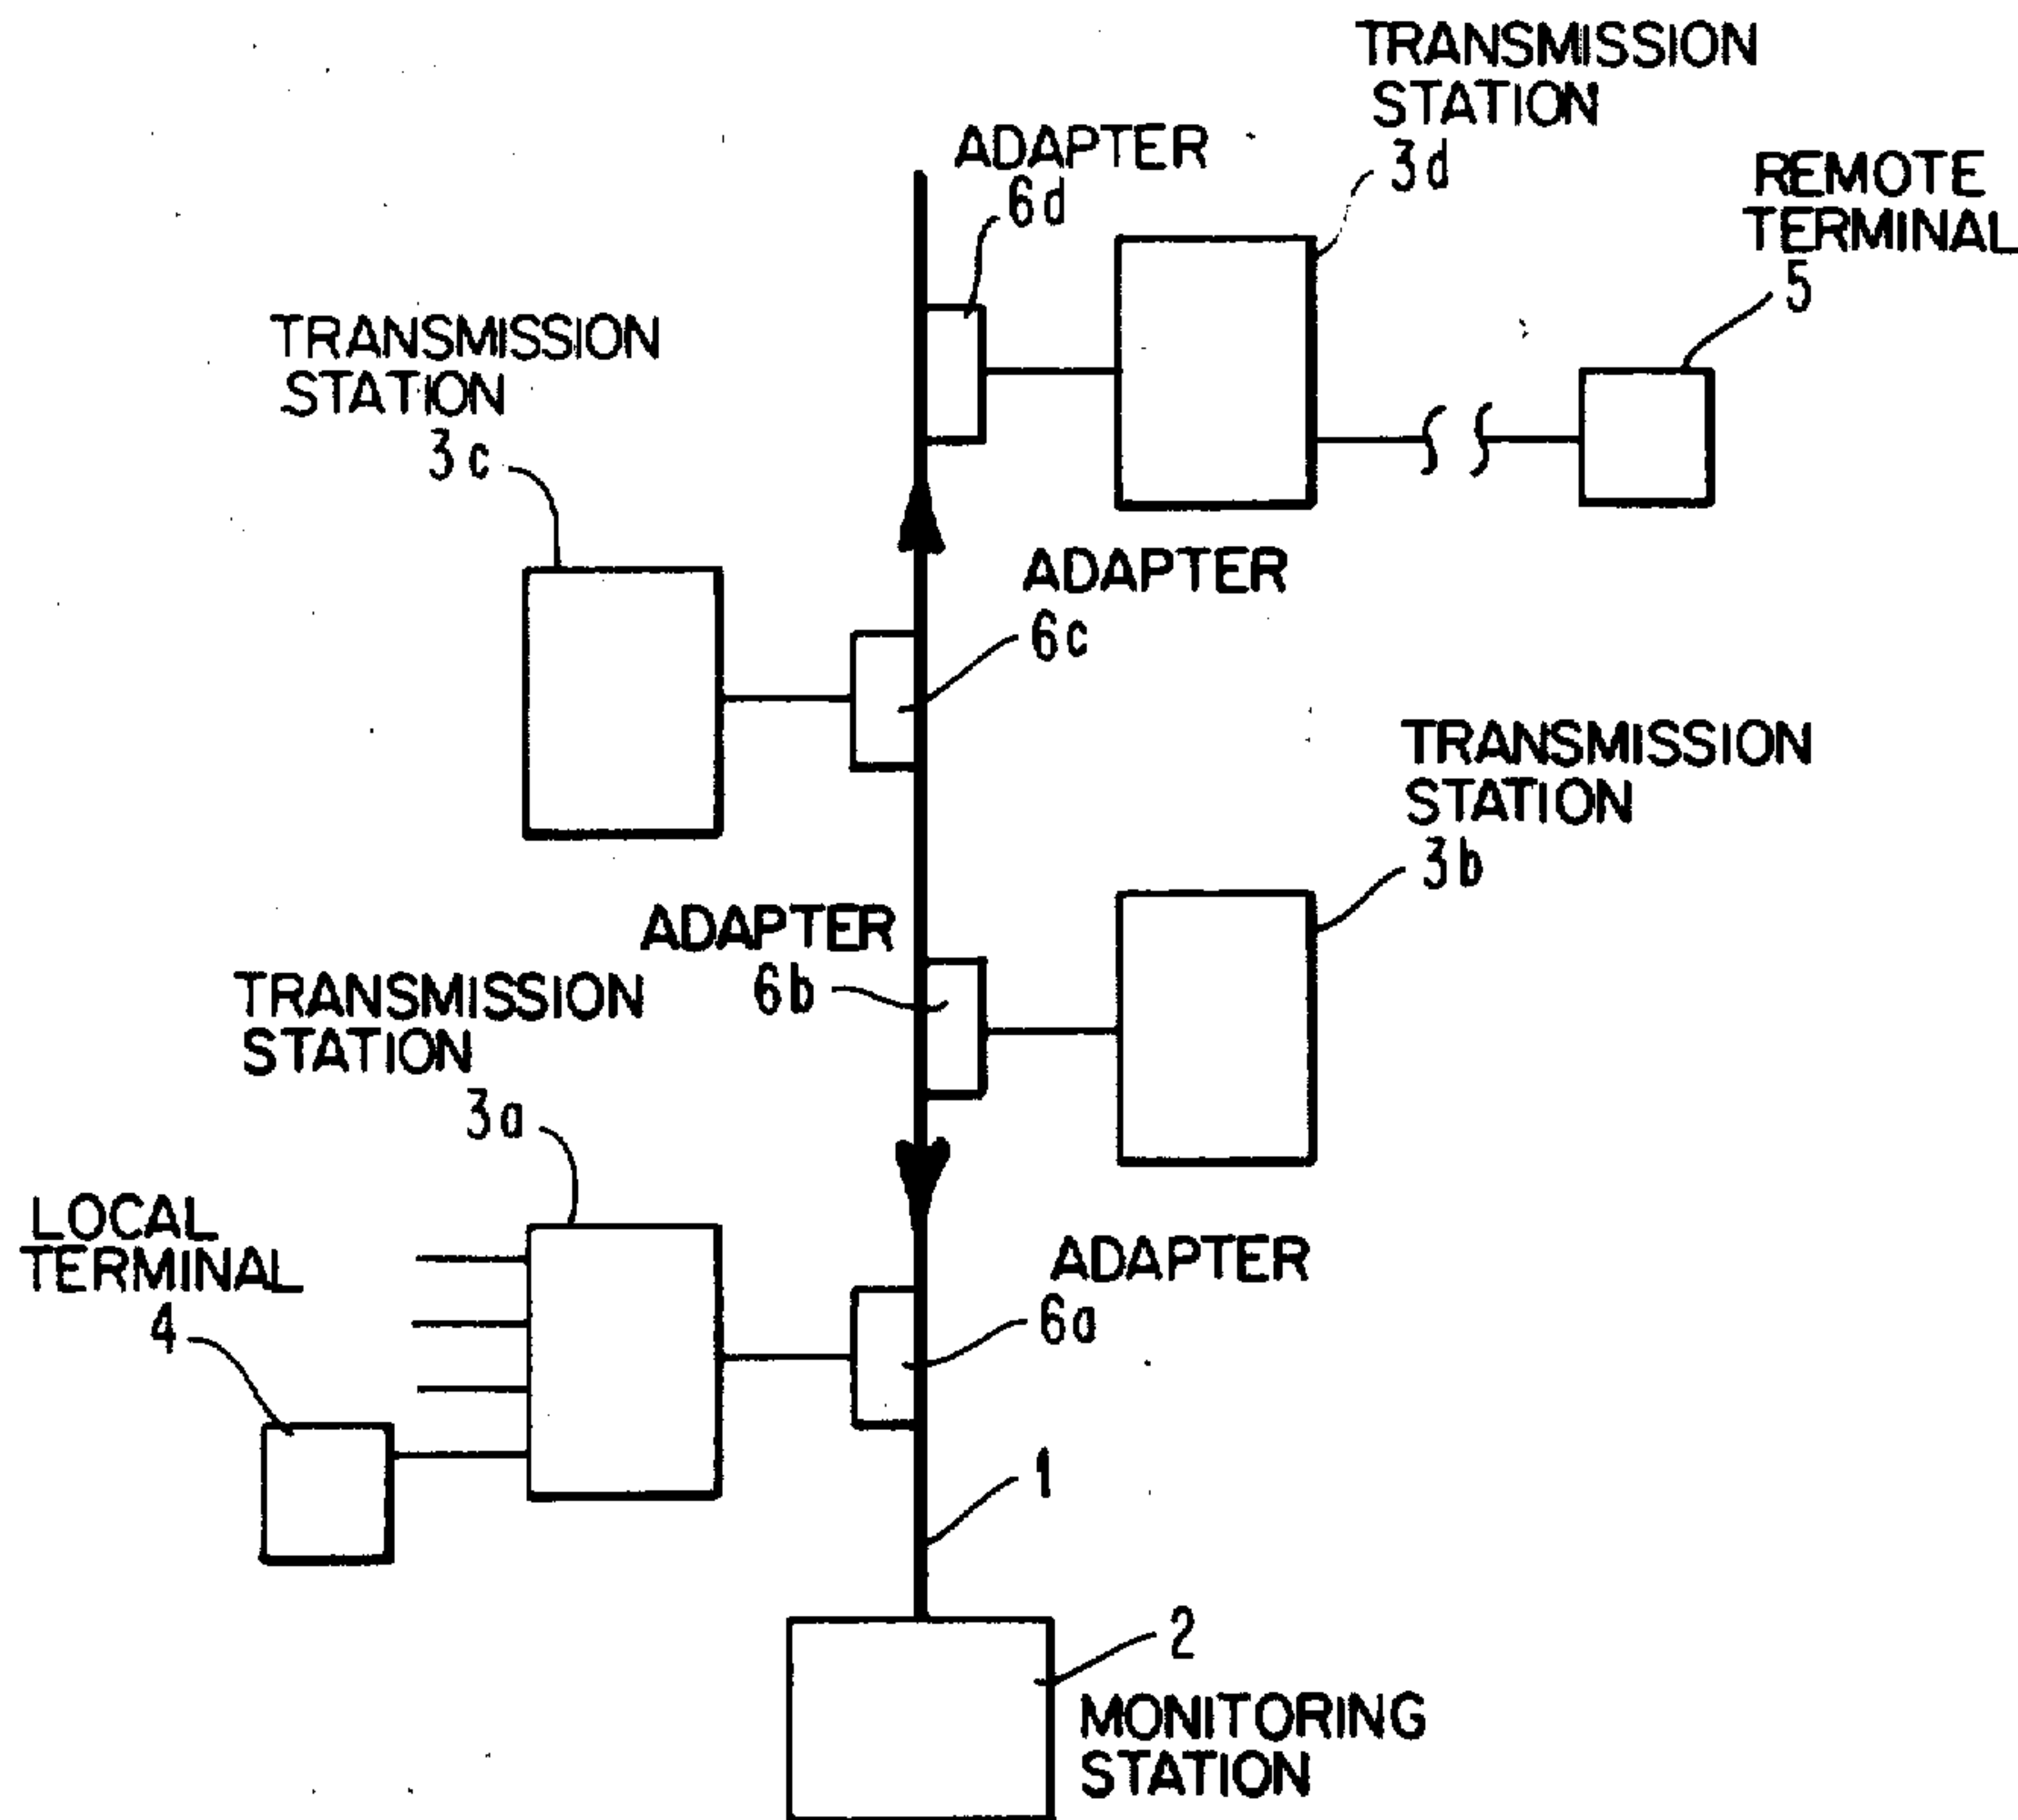 TRANSMISSION
STATION
3d
ADAPTER
6d
REMOTE
TERMINAL
5
TRANSMISSION
STATION
3c
ADAPTER
6c
TRANSMISSION
STATION
3b
ADAPTER
6b
TRANSMISSION
STATION
3a
LOCAL
TERMINAL
4
ADAPTER
6a
1
2
MONITORING
STATION